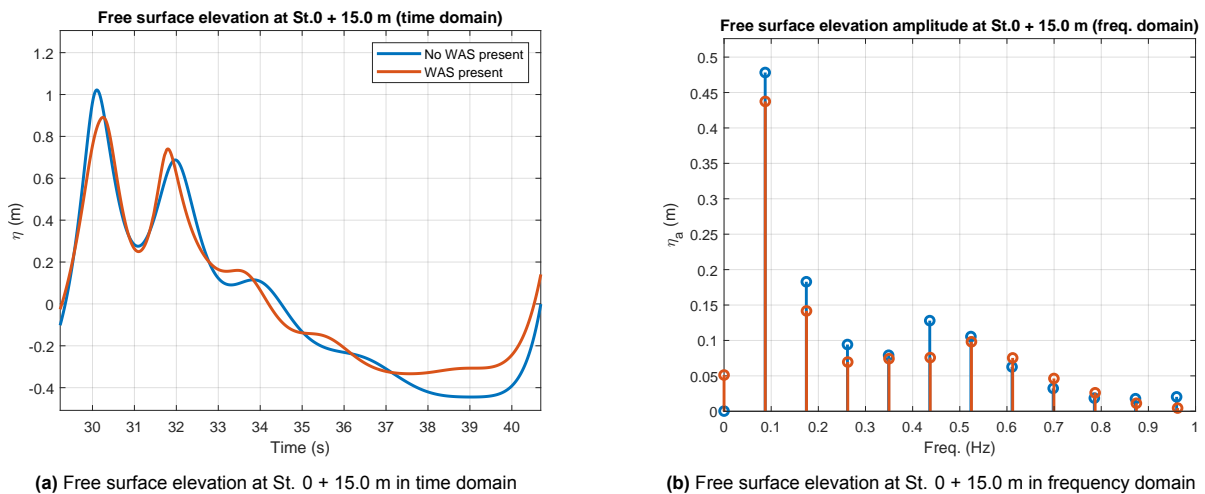 Free surface elevation at St.0 + 15.0 m (time domain)
1.2
1
0.8
0.6
0.4
0.2
0
-0.2
-0.4
η (m)
No WAS present
WAS present
30 31 32 33 34 35 36 37 38 39 40
Time (s)
(a) Free surface elevation at St. 0 + 15.0 m in time domain
Free surface elevation amplitude at St.0 + 15.0 m (freq. domain)
0.5
0.45
0.4
0.35
0.3
0.25
0.2
0.15
0.1
0.05
0
ηa (m)
0 0.1 0.2 0.3 0.4 0.5 0.6 0.7 0.8 0.9 1
Freq. (Hz)
(b) Free surface elevation at St. 0 + 15.0 m in frequency domain